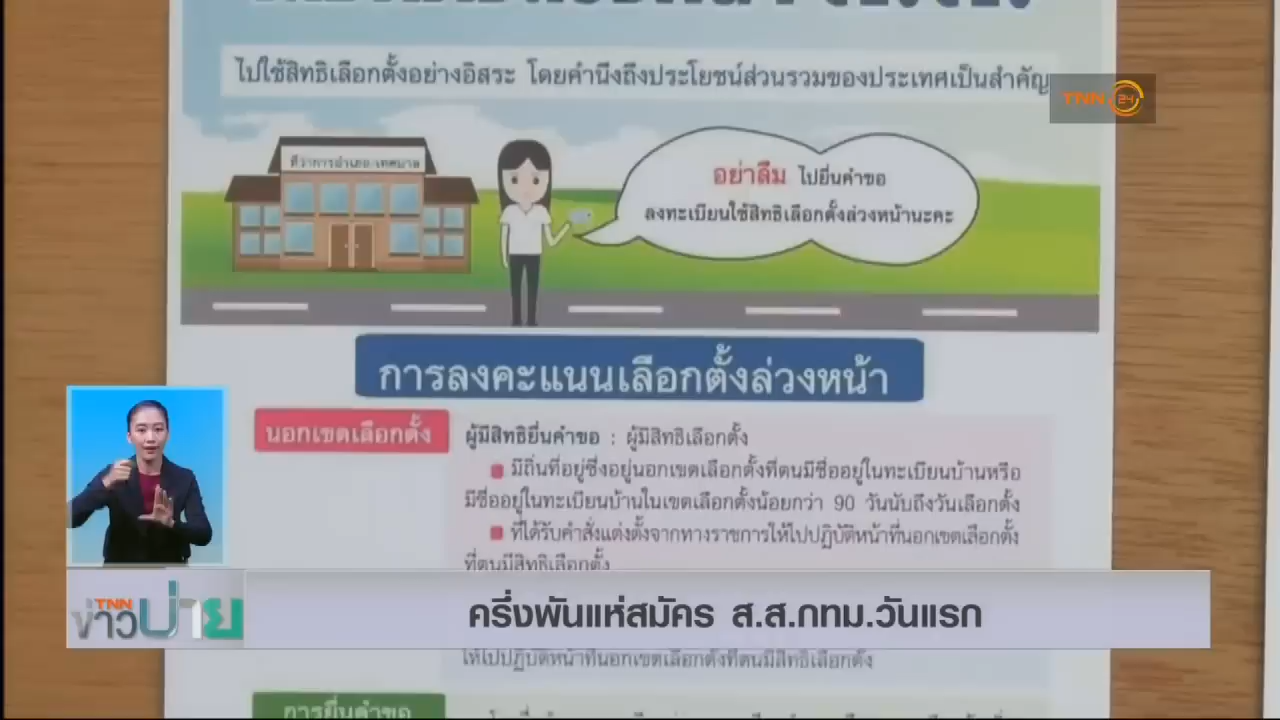 ไปใช้สิทธิเลือกตั้งอย่างอิสระ โดยคำนึงถึงประโยชน์ส่วนรวมของประเทศเป็นสำคัญ
TNN 24
ที่ว่าการอำเภอ/เทศบาล
อย่าลืม ไปยื่นคำขอ
ลงทะเบียนใช้สิทธิเลือกตั้งล่วงหน้านะคะ
การลงคะแนนเลือกตั้งล่วงหน้า
นอกเขตเลือกตั้ง
ผู้มีสิทธิยื่นคำขอ : ผู้มีสิทธิเลือกตั้ง
มีถิ่นที่อยู่ซึ่งอยู่นอกเขตเลือกตั้งที่ตนมีชื่ออยู่ในทะเบียนบ้านหรือ
มีชื่ออยู่ในทะเบียนบ้านในเขตเลือกตั้งน้อยกว่า 90 วันนับถึงวันเลือกตั้ง
ที่ได้รับคำสั่งแต่งตั้งจากทางราชการให้ไปปฏิบัติหน้าที่นอกเขตเลือกตั้ง
ที่ตนมีสิทธิเลือกตั้ง
TNN ข่าวบ่าย
ครึ่งพันแห่สมัคร ส.ส.กทม.วันแรก
ให้ไปปฏิบัติหน้าที่นอกเขตเลือกตั้งที่ตนมีสิทธิเลือกตั้ง
การยื่นคำขอ